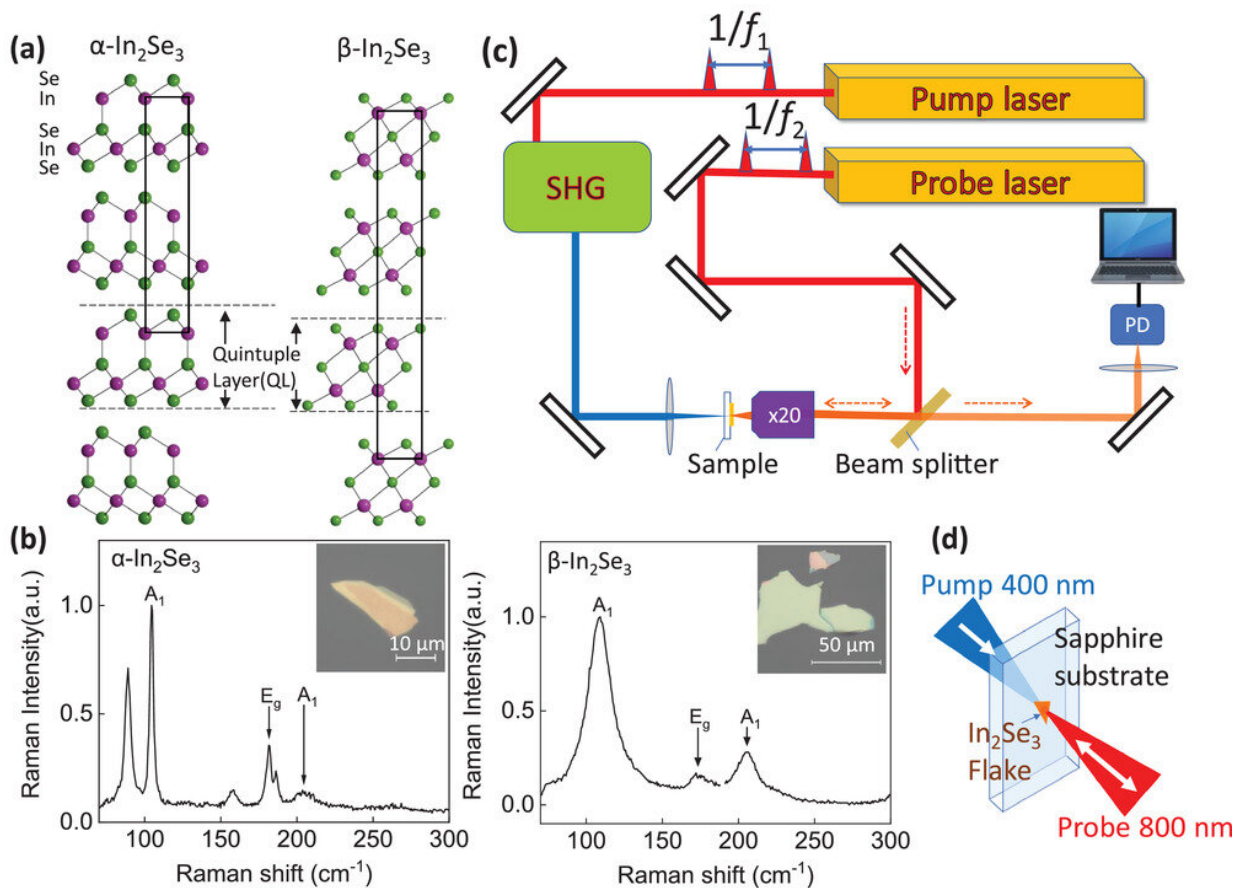 (a)
α-In₂Se₃
β-In₂Se₃
Se
In
Se
In
Se
Quintuple
Layer(QL)
(c)
1/f₁
Pump laser
1/f₂
Probe laser
SHG
PD
x20
Sample
Beam splitter
(b)
α-In₂Se₃
A₁
E_g
A₁
10 μm
Raman Intensity(a.u.)
1.0
0.5
0.0
100
150
200
250
300
Raman shift (cm⁻¹)
β-In₂Se₃
A₁
E_g
A₁
50 μm
Raman Intensity(a.u.)
1.0
0.5
0.0
100
150
200
250
300
Raman shift (cm⁻¹)
(d)
Pump 400 nm
Sapphire
substrate
In₂Se₃
Flake
Probe 800 nm